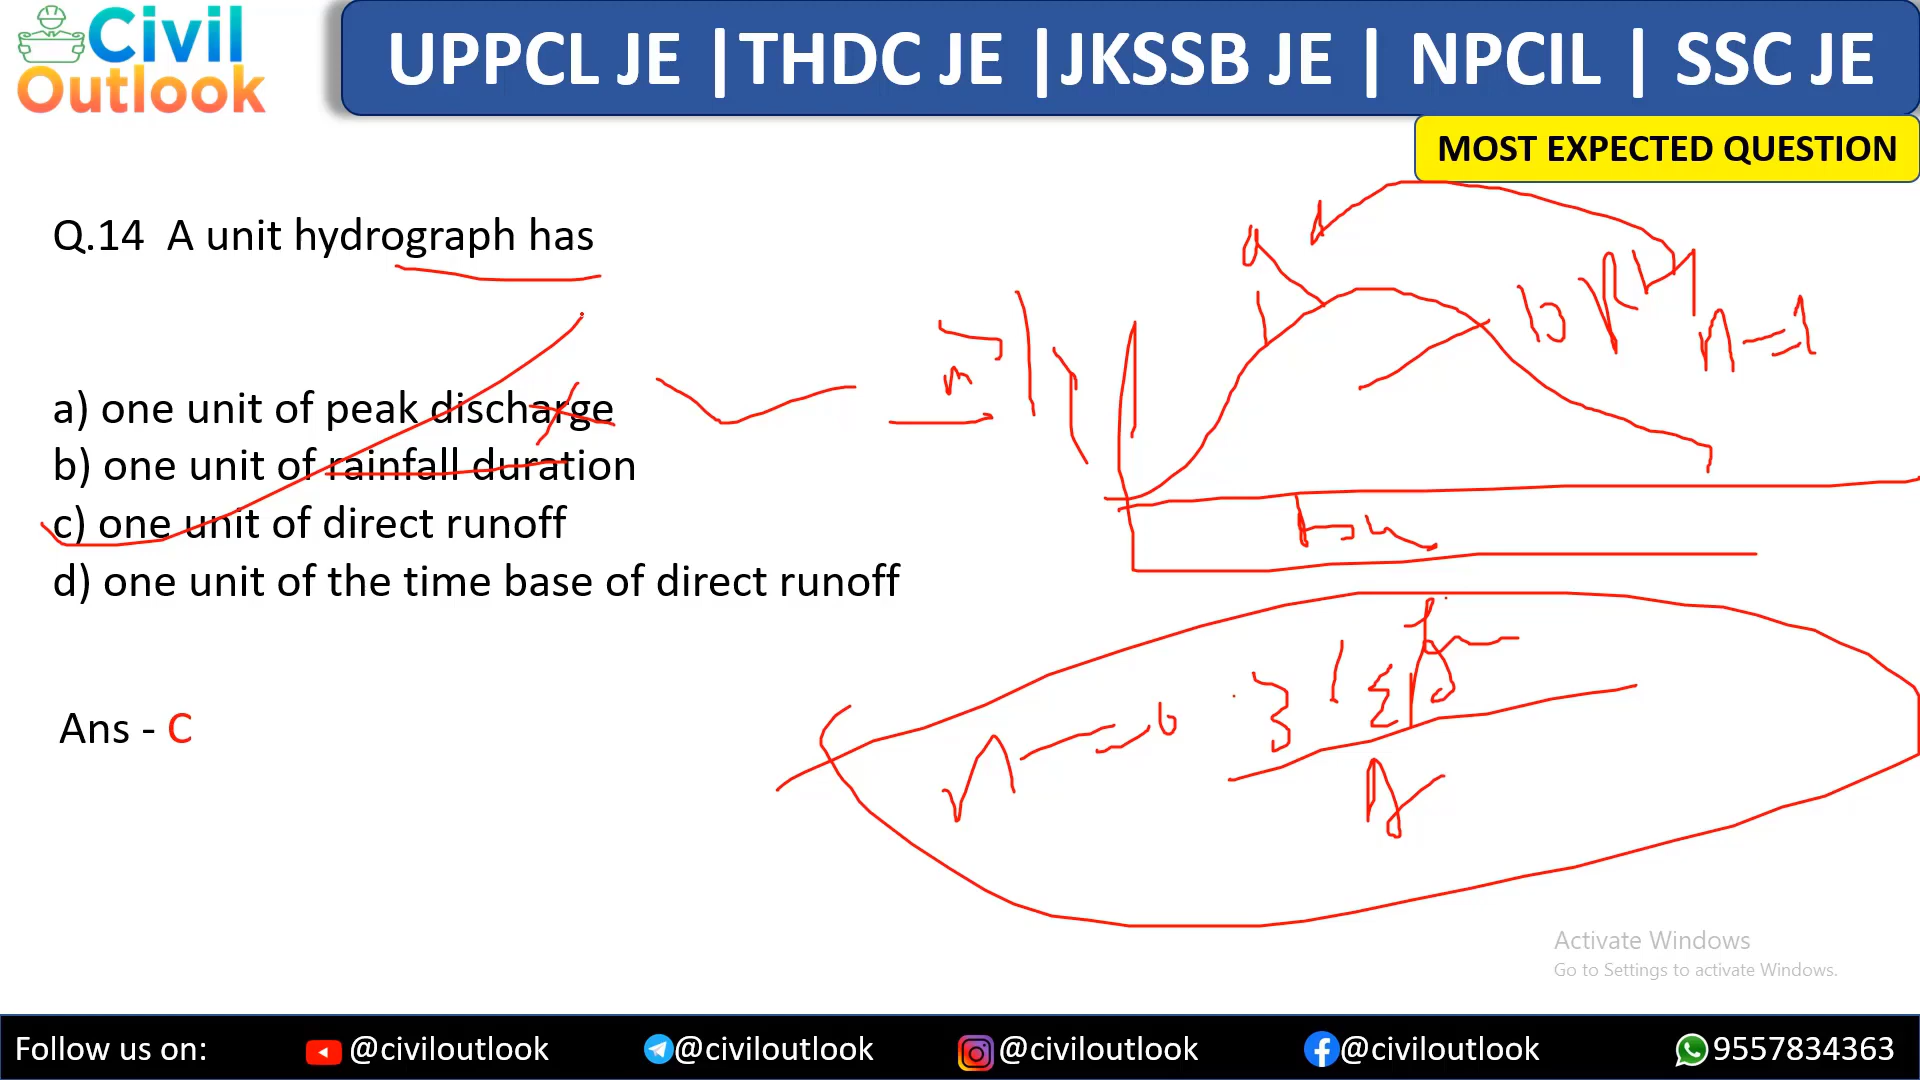 Civil
Outlook
UPPCL JE | THDC JE | JKSSB JE | NPCIL | SSC JE
MOST EXPECTED QUESTION
Q.14 A unit hydrograph has
a) one unit of peak discharge
b) one unit of rainfall duration
c) one unit of direct runoff
d) one unit of the time base of direct runoff
Ans - C
n=1
Activate Windows
Go to Settings to activate Windows.
Follow us on: @civiloutlook @civiloutlook @civiloutlook @civiloutlook 9557834363